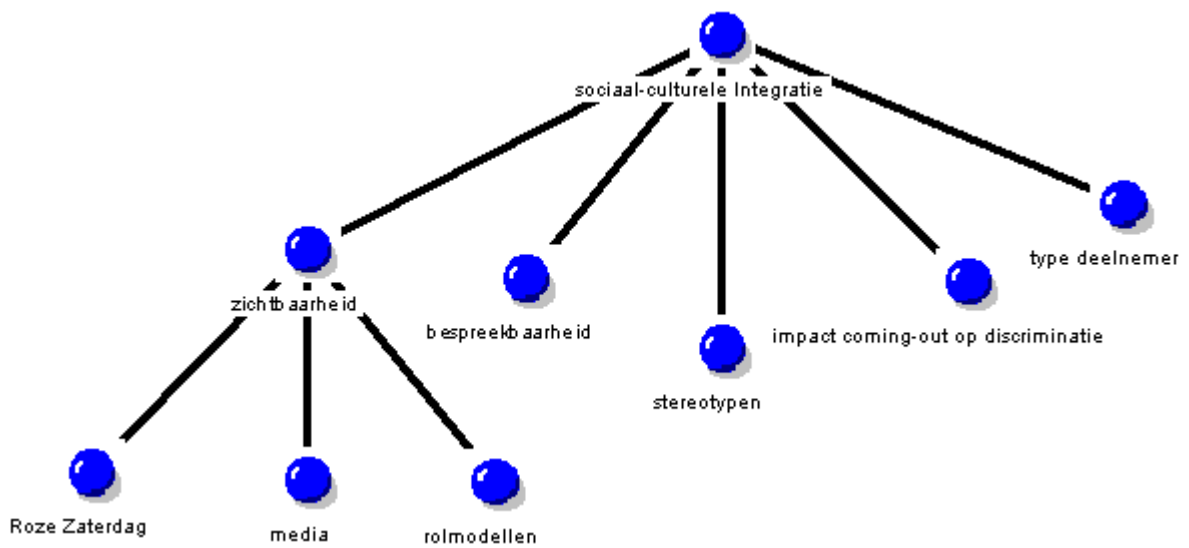 sociaal-culturele Integratie
type deelnemer
zichtbaarheid
bespreekbaarheid
impact coming-out op discriminatie
stereotypen
Roze Zaterdag
media
rolmodellen